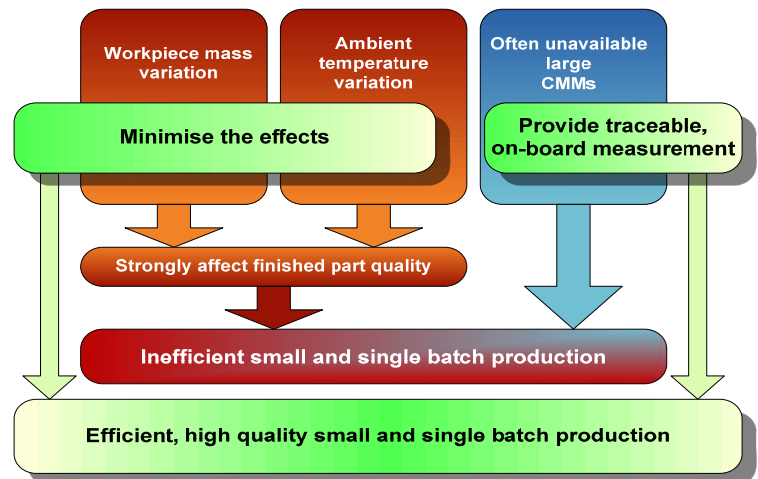 Workpiece mass
variation
Ambient
temperature
variation
Often unavailable
large
CMMs
Minimise the effects
Provide traceable,
on-board measurement
Strongly affect finished part quality
Inefficient small and single batch production
Efficient, high quality small and single batch production